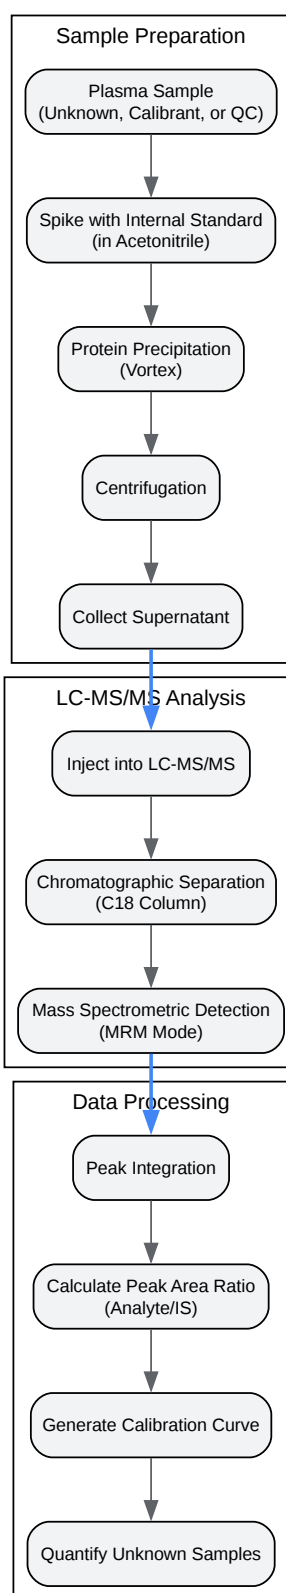 Sample Preparation
Plasma Sample
(Unknown, Calibrant, or QC)
Spike with Internal Standard
(in Acetonitrile)
Protein Precipitation
(Vortex)
Centrifugation
Collect Supernatant
LC-MS/MS Analysis
Inject into LC-MS/MS
Chromatographic Separation
(C18 Column)
Mass Spectrometric Detection
(MRM Mode)
Data Processing
Peak Integration
Calculate Peak Area Ratio
(Analyte/IS)
Generate Calibration Curve
Quantify Unknown Samples